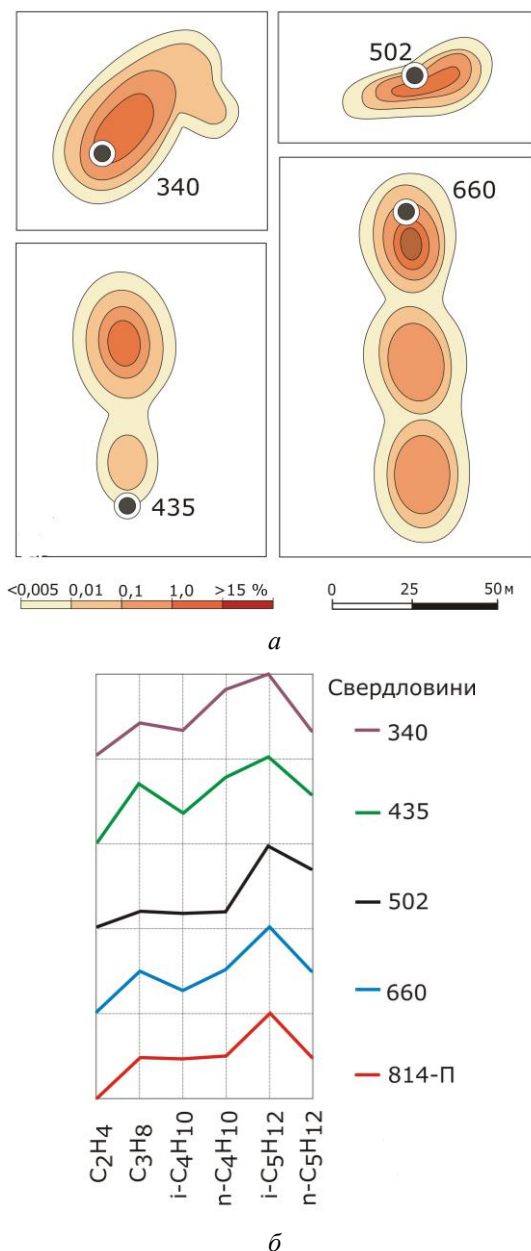 340
502
660
435
<0,005 0,01 0,1 1,0 >15 %
0 25 50 м
а
Свердловини
340
435
502
660
814-П
C2H4
C3H8
i-C4H10
n-C4H10
i-C5H12
n-C5H12
б